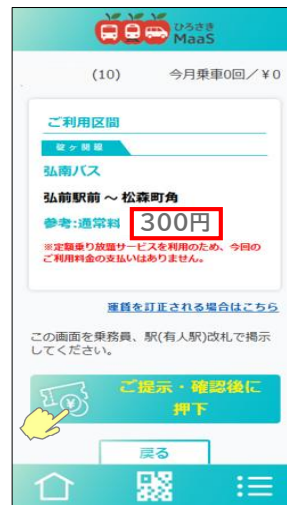 ひろさき
MaaS
(10) 今月乗車0回／¥0
ご利用区間
碇ヶ関線
弘南バス
弘前駅前 ～ 松森町角
参考:通常料 300円
※定額乗り放題サービスを利用のため、今回の
ご利用料金の支払いはありません。
運賃を訂正される場合はこちら
この画面を乗務員、駅(有人駅)改札で掲示
してください。
ご提示・確認後に
押下
戻る